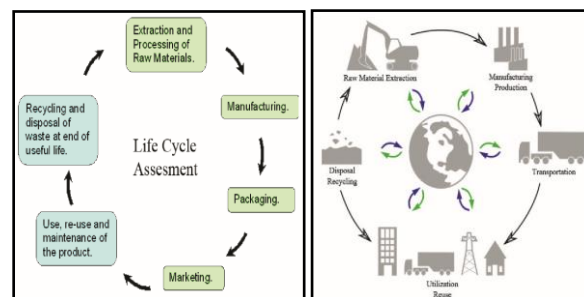 Extraction and
Processing of
Raw Materials.
Manufacturing.
Packaging.
Marketing.
Use, re-use and
maintenance of
the product.
Recycling and
disposal of
waste at end of
useful life.
Life Cycle
Assesment
Raw Material Extraction
Manufacturing
Production
Transportation
Utilization
Reuse
Disposal
Recycling